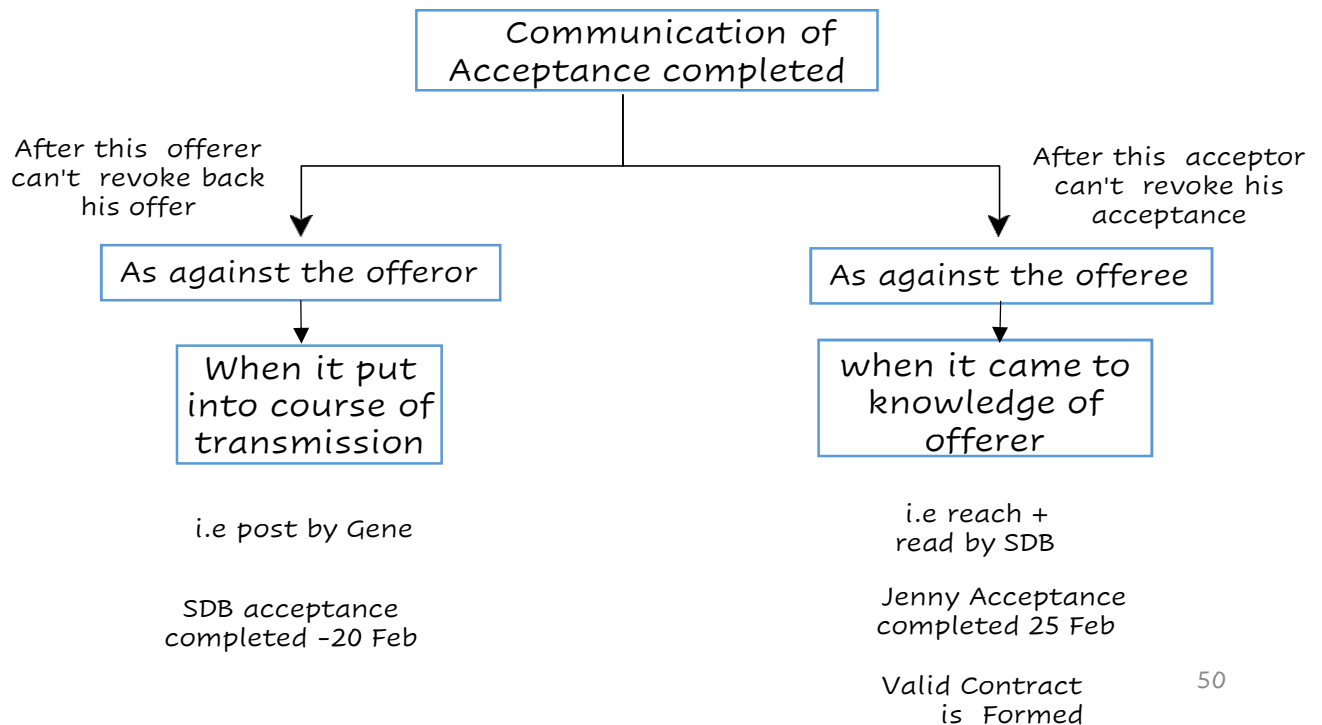 Communication of
Acceptance completed
After this offerer
can't revoke back
his offer
After this acceptor
can't revoke his
acceptance
As against the offeror
As against the offeree
When it put
into course of
transmission
when it came to
knowledge of
offerer
i.e post by Gene
i.e reach +
read by SDB
SDB acceptance
completed -20 Feb
Jenny Acceptance
completed 25 Feb
Valid Contract
is Formed
50